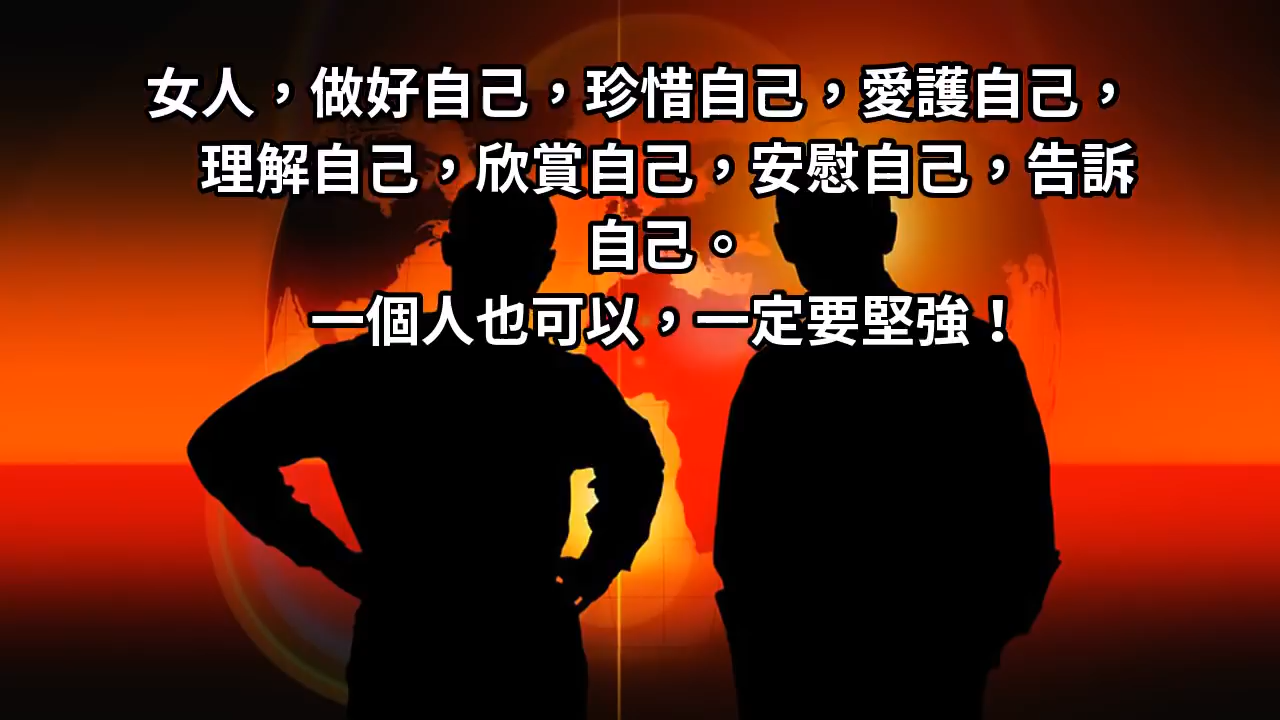 女人，做好自己，珍惜自己，愛護自己，
理解自己，欣賞自己，安慰自己，告訴
自己。
一個人也可以，一定要堅強！